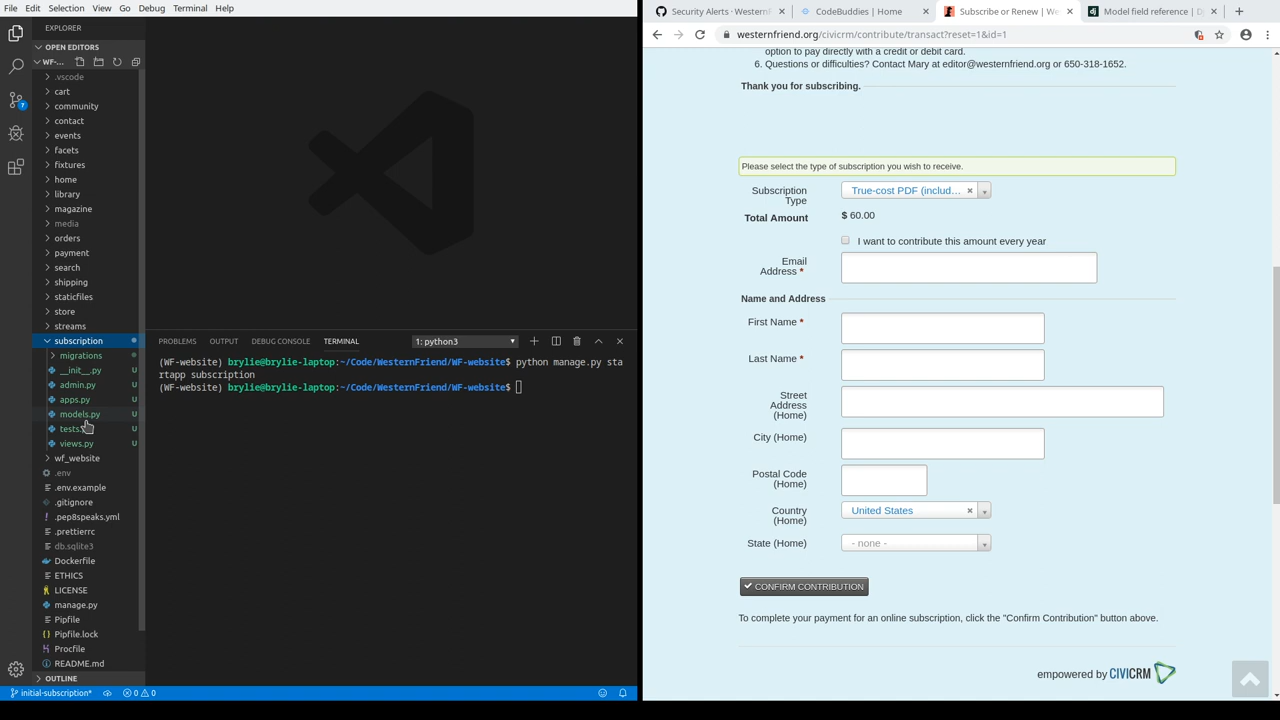 File Edit Selection View Go Debug Terminal Help
EXPLORER
OPEN EDITORS
WF-...
.vscode
cart
community
contact
events
facets
fixtures
home
library
magazine
media
orders
payment
search
shipping
staticfiles
store
streams
subscription
migrations
__init__.py U
admin.py U
apps.py U
models.py U
tests U
views.py U
wf_website
.env
.env.example
.gitignore
.pep8speaks.yml
.prettierrc
db.sqlite3
Dockerfile
ETHICS
LICENSE
manage.py
Pipfile
Pipfile.lock
Procfile
README.md
OUTLINE
initial-subscription* 0 0
7
PROBLEMS OUTPUT DEBUG CONSOLE TERMINAL 1: python3
(WF-website) brylie@brylie-laptop:~/Code/WesternFriend/WF-website$ python manage.py sta
rtapp subscription
(WF-website) brylie@brylie-laptop:~/Code/WesternFriend/WF-website$
Security Alerts · WesternF CodeBuddies | Home Subscribe or Renew | We Model field reference | D
westernfriend.org/civicrm/contribute/transact?reset=1&id=1
option to pay directly with a credit or debit card.
6. Questions or difficulties? Contact Mary at editor@westernfriend.org or 650-318-1652.
Thank you for subscribing.
Please select the type of subscription you wish to receive.
Subscription
Type
True-cost PDF (includ...
Total Amount $ 60.00
I want to contribute this amount every year
Email
Address *
Name and Address
First Name *
Last Name *
Street
Address
(Home)
City (Home)
Postal Code
(Home)
Country
(Home)
United States
State (Home) - none -
CONFIRM CONTRIBUTION
To complete your payment for an online subscription, click the "Confirm Contribution" button above.
empowered by CIVICRM